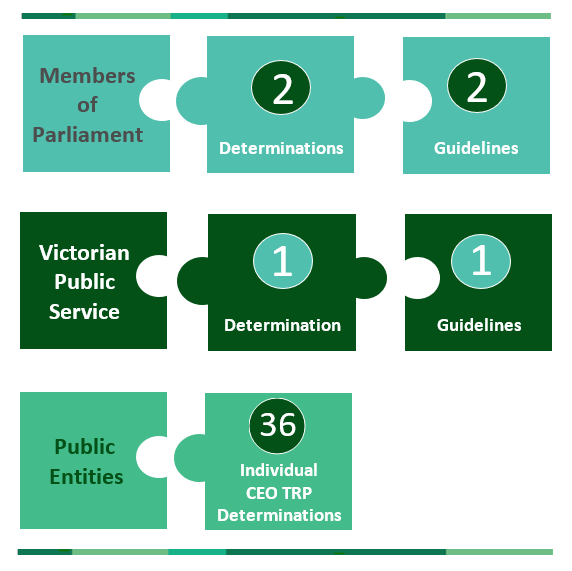 Members
of
Parliament
2
Determinations
2
Guidelines
Victorian
Public
Service
1
Determination
1
Guidelines
Public
Entities
36
Individual
CEO TRP
Determinations